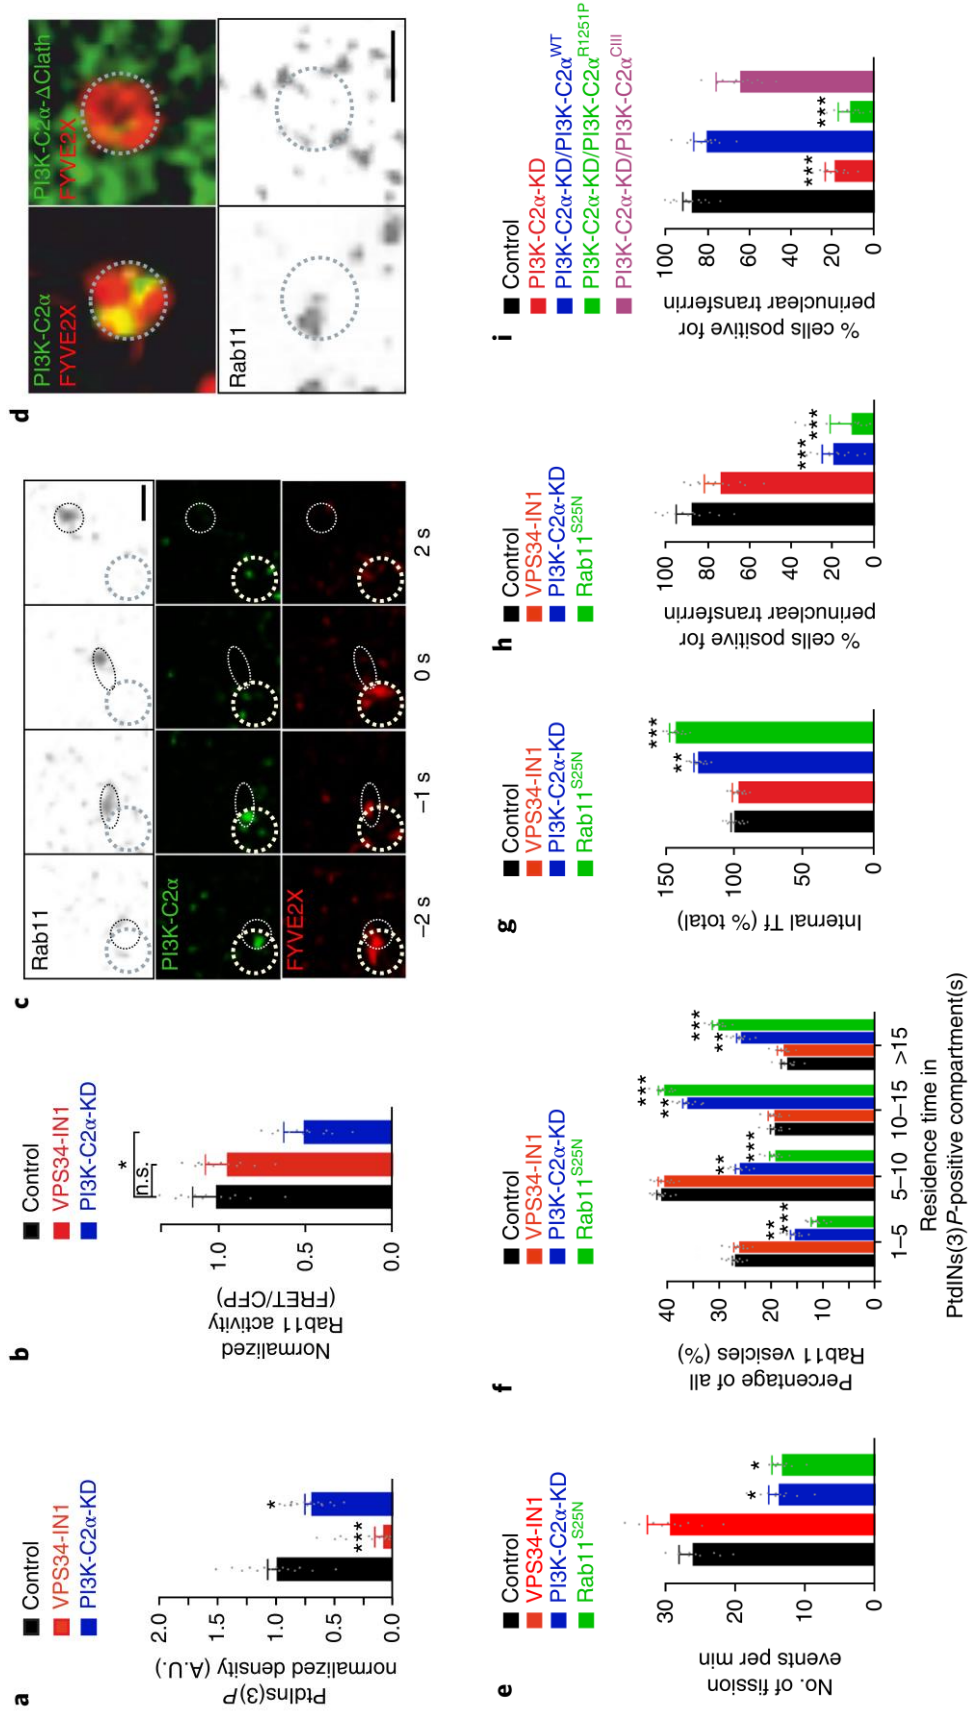 a
Control
VPS34-IN1
PI3K-C2α-KD
PtdIns(3)P
normalized density (A.U.)
2.0
1.5
1.0
0.5
0.0
***
*
b
Control
VPS34-IN1
PI3K-C2α-KD
Normalized
Rab11 activity
(FRET/CFP)
1.0
0.5
0.0
n.s.
*
c
Rab11
PI3K-C2α
FYVE2X
–2s
–1 s
0 s
2 s
d
PI3K-C2α
FYVE2X
PI3K-C2α-ΔClath
FYVE2X
Rab11
e
Control
VPS34-IN1
PI3K-C2α-KD
Rab11S25N
No. of fission
events per min
30
20
10
0
*
*
f
Control
VPS34-IN1
PI3K-C2α-KD
Rab11S25N
Percentage of all
Rab11 vesicles (%)
40
30
20
10
0
**
***
**
***
**
***
**
***
1–5
5–10
10–15
>15
Residence time in
PtdINs(3)P-positive compartment(s)
g
Control
VPS34-IN1
PI3K-C2α-KD
Rab11S25N
Internal Tf (% total)
150
100
50
0
**
***
h
Control
VPS34-IN1
PI3K-C2α-KD
Rab11S25N
% cells positive for
perinuclear transferrin
100
80
60
40
20
0
***
***
i
Control
PI3K-C2α-KD
PI3K-C2α-KD/PI3K-C2αWT
PI3K-C2α-KD/PI3K-C2αR1251P
PI3K-C2α-KD/PI3K-C2αCIII
% cells positive for
perinuclear transferrin
100
80
60
40
20
0
***
***